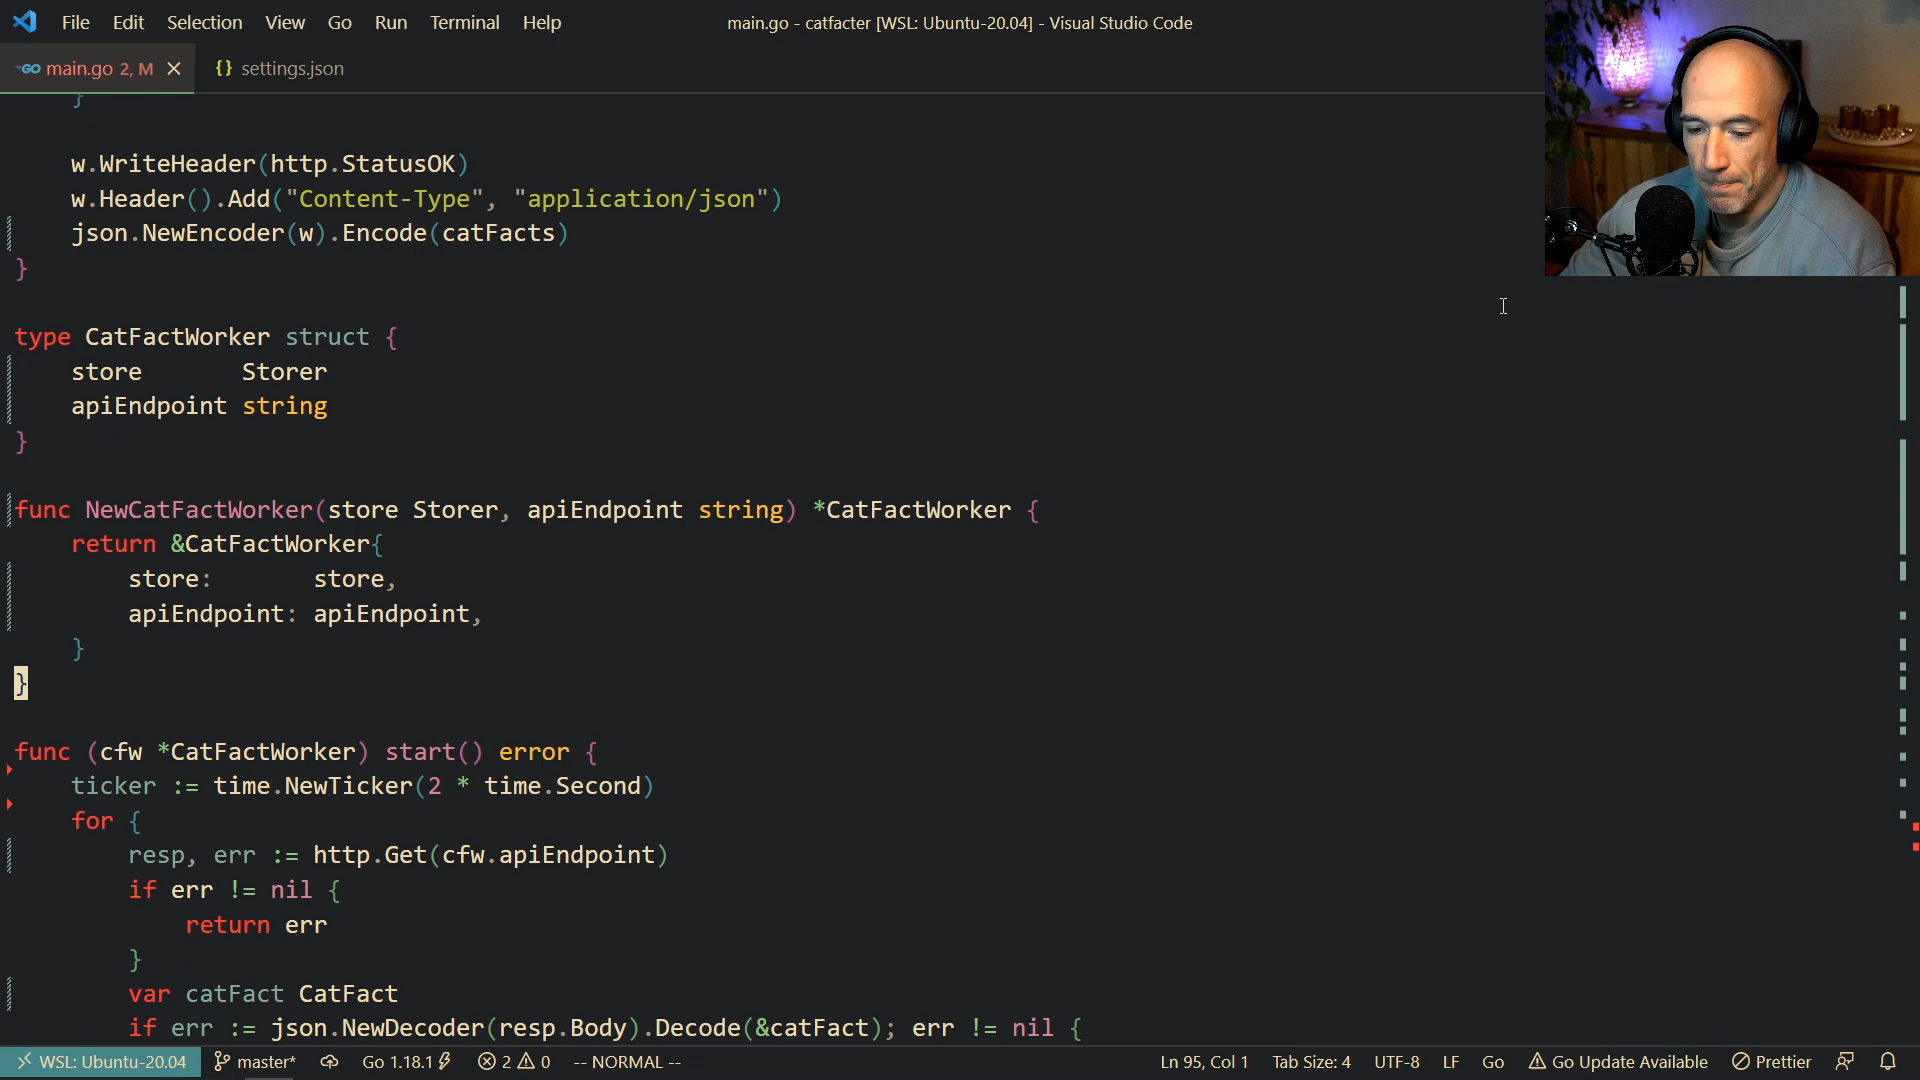 File Edit Selection View Go Run Terminal Help
main.go - catfacter [WSL: Ubuntu-20.04] - Visual Studio Code
GO main.go 2, M
{} settings.json
}
w.WriteHeader(http.StatusOK)
w.Header().Add("Content-Type", "application/json")
json.NewEncoder(w).Encode(catFacts)
}
type CatFactWorker struct {
store Storer
apiEndpoint string
}
func NewCatFactWorker(store Storer, apiEndpoint string) *CatFactWorker {
return &CatFactWorker{
store: store,
apiEndpoint: apiEndpoint,
}
}
func (cfw *CatFactWorker) start() error {
ticker := time.NewTicker(2 * time.Second)
for {
resp, err := http.Get(cfw.apiEndpoint)
if err != nil {
return err
}
var catFact CatFact
if err := json.NewDecoder(resp.Body).Decode(&catFact); err != nil {
WSL: Ubuntu-20.04 master* Go 1.18.1 2 0 -- NORMAL -- Ln 95, Col 1 Tab Size: 4 UTF-8 LF Go Go Update Available Prettier